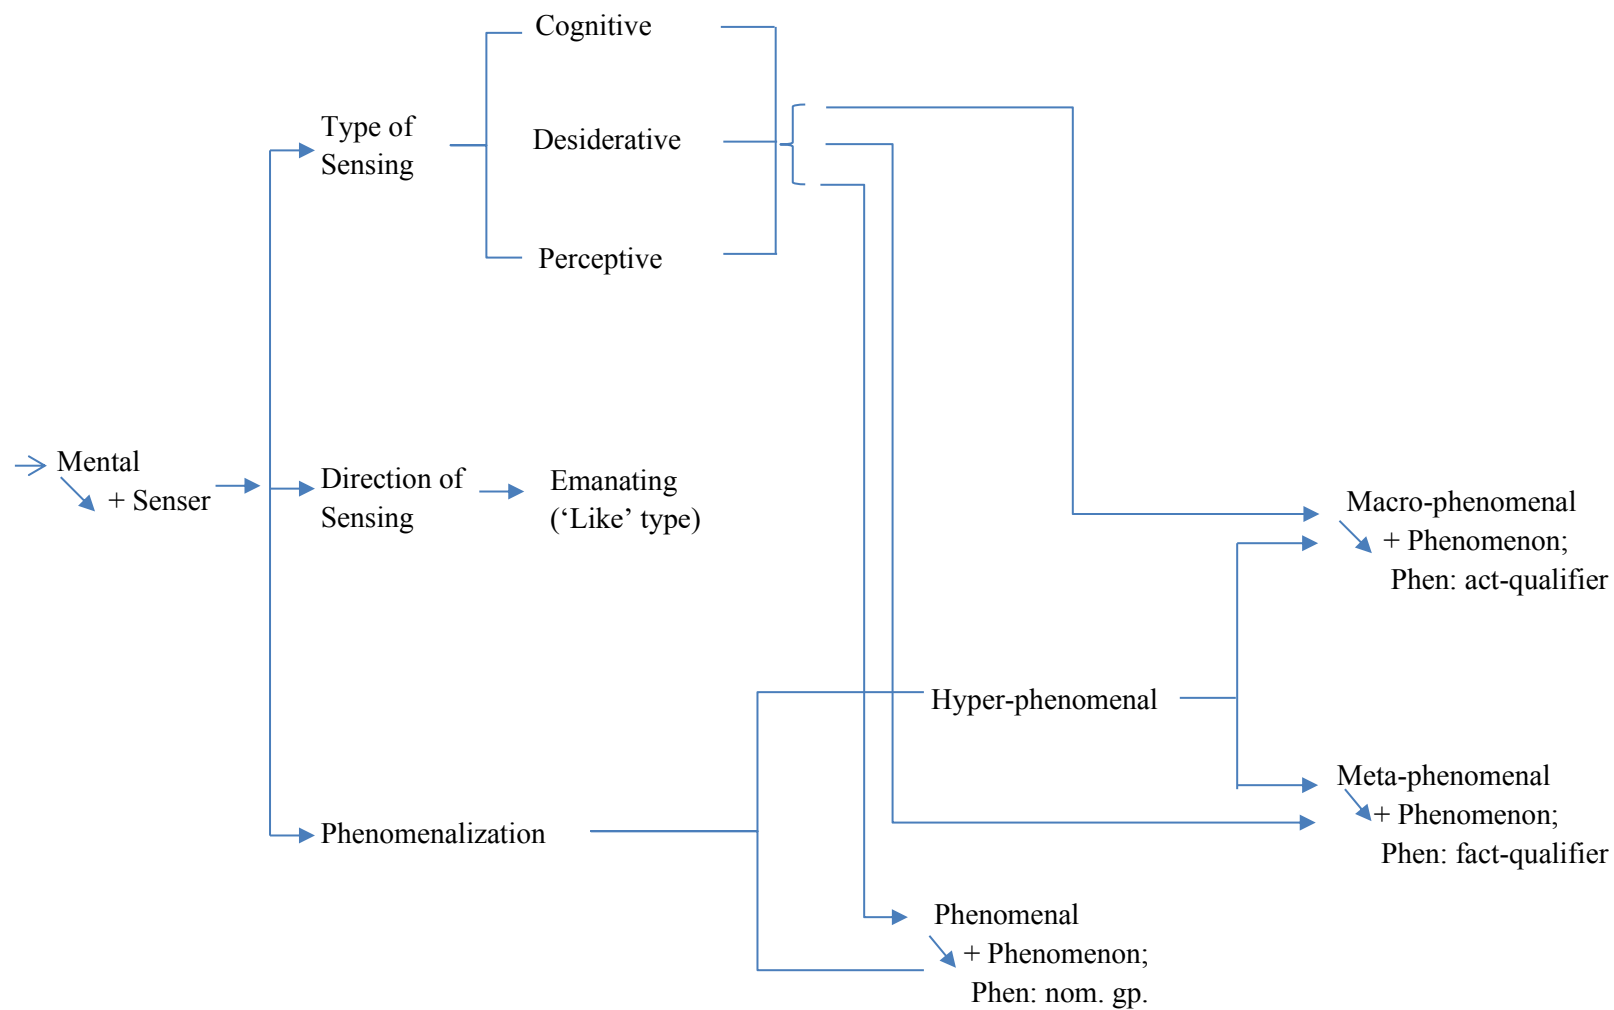 Cognitive
Type of
Sensing
Desiderative
Perceptive
Mental
+ Senser
Direction of
Sensing
Emanating
(‘Like’ type)
Macro-phenomenal
+ Phenomenon;
Phen: act-qualifier
Hyper-phenomenal
Meta-phenomenal
+ Phenomenon;
Phen: fact-qualifier
Phenomenalization
Phenomenal
+ Phenomenon;
Phen: nom. gp.